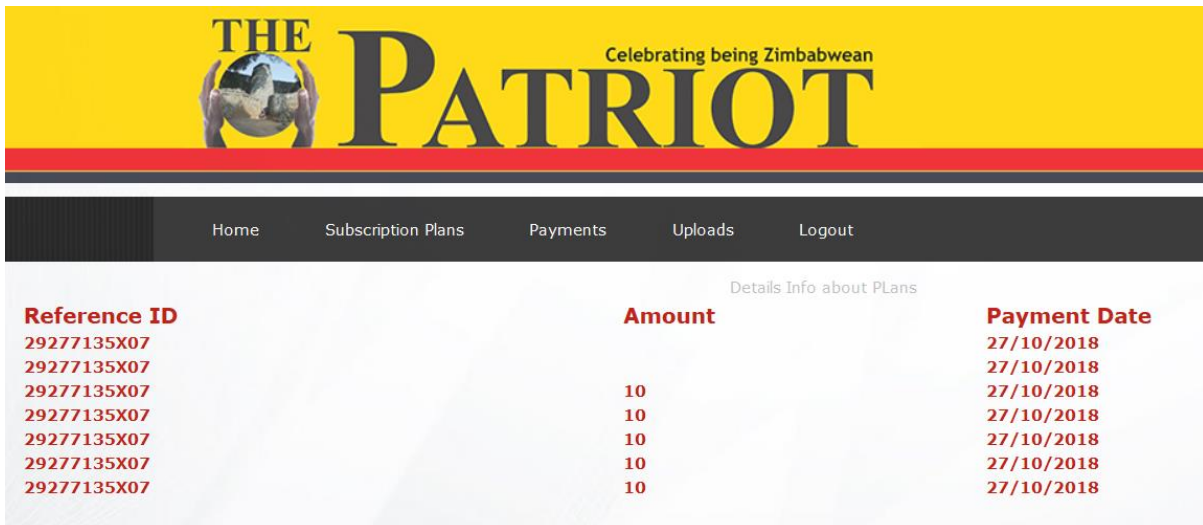 THE
PATRIOT
Celebrating being Zimbabwean
Home Subscription Plans Payments Uploads Logout
Details Info about PLans
Reference ID Amount Payment Date
29277135X07 27/10/2018
29277135X07 27/10/2018
29277135X07 10 27/10/2018
29277135X07 10 27/10/2018
29277135X07 10 27/10/2018
29277135X07 10 27/10/2018
29277135X07 10 27/10/2018